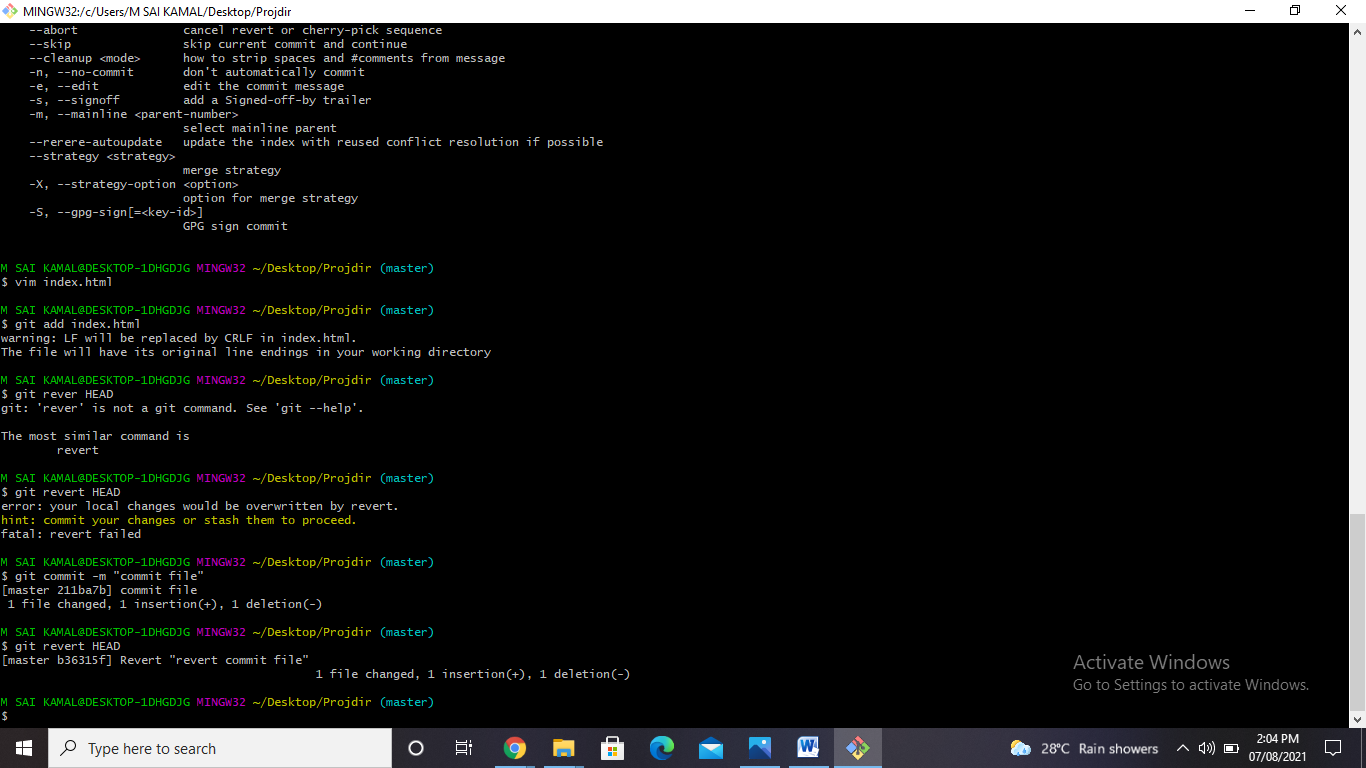 MINGW32:/c/Users/M SAI KAMAL/Desktop/Projdir
--abort cancel revert or cherry-pick sequence
--skip skip current commit and continue
--cleanup <mode> how to strip spaces and #comments from message
-n, --no-commit don't automatically commit
-e, --edit edit the commit message
-s, --signoff add a Signed-off-by trailer
-m, --mainline <parent-number>
select mainline parent
--rerere-autoupdate update the index with reused conflict resolution if possible
--strategy <strategy>
merge strategy
-X, --strategy-option <option>
option for merge strategy
-S, --gpg-sign[=<key-id>]
GPG sign commit
M SAI KAMAL@DESKTOP-1DHGDJG MINGW32 ~/Desktop/Projdir (master)
$ vim index.html
M SAI KAMAL@DESKTOP-1DHGDJG MINGW32 ~/Desktop/Projdir (master)
$ git add index.html
warning: LF will be replaced by CRLF in index.html.
The file will have its original line endings in your working directory
M SAI KAMAL@DESKTOP-1DHGDJG MINGW32 ~/Desktop/Projdir (master)
$ git rever HEAD
git: 'rever' is not a git command. See 'git --help'.
The most similar command is
revert
M SAI KAMAL@DESKTOP-1DHGDJG MINGW32 ~/Desktop/Projdir (master)
$ git revert HEAD
error: your local changes would be overwritten by revert.
hint: commit your changes or stash them to proceed.
fatal: revert failed
M SAI KAMAL@DESKTOP-1DHGDJG MINGW32 ~/Desktop/Projdir (master)
$ git commit -m "commit file"
[master 211ba7b] commit file
1 file changed, 1 insertion(+), 1 deletion(-)
M SAI KAMAL@DESKTOP-1DHGDJG MINGW32 ~/Desktop/Projdir (master)
$ git revert HEAD
[master b36315f] Revert "revert commit file"
1 file changed, 1 insertion(+), 1 deletion(-)
M SAI KAMAL@DESKTOP-1DHGDJG MINGW32 ~/Desktop/Projdir (master)
$
Activate Windows
Go to Settings to activate Windows.
Type here to search
28°C Rain showers
2:04 PM
07/08/2021